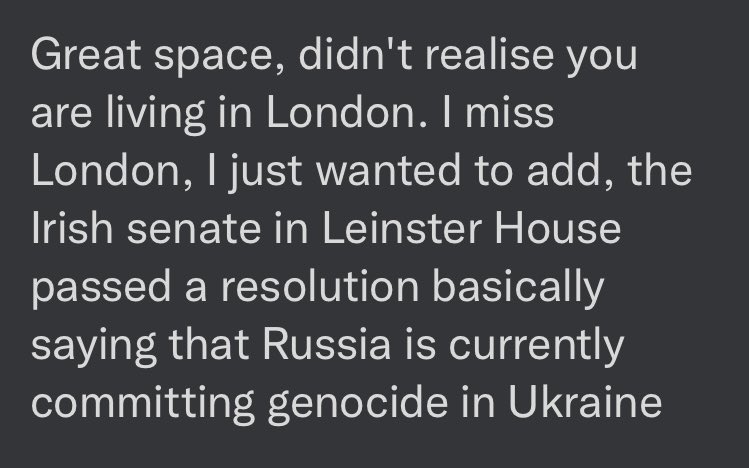 Great space, didn't realise you
are living in London. I miss
London, I just wanted to add, the
Irish senate in Leinster House
passed a resolution basically
saying that Russia is currently
committing genocide in Ukraine